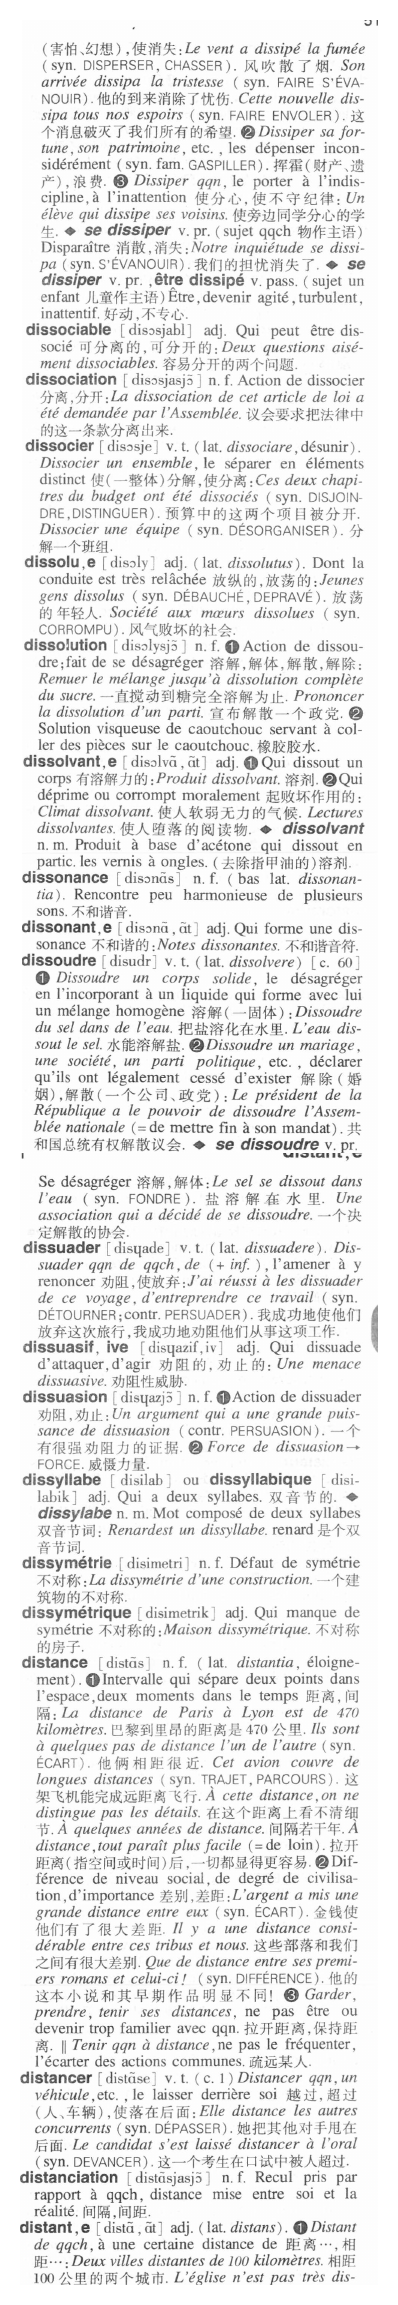 (害怕、幻想),使消失:Le vent a dissipé la fumée
(syn. DISPERSER, CHASSER). 风吹散了烟. Son
arrivée dissipa la tristesse (syn. FAIRE S'ÉVA-
NOUIR). 他的到来消除了忧伤. Cette nouvelle dis-
sipa tous nos espoirs (syn. FAIRE ENVOLER). 这
个消息破灭了我们所有的希望. ❷ Dissiper sa for-
tune, son patrimoine, etc., les dépenser incon-
sidérément (syn. fam. GASPILLER). 挥霍(财产、遗
产),浪费. ❸ Dissiper qqn, le porter à l'indis-
cipline, à l'inattention 使分心,使不守纪律: Un
élève qui dissipe ses voisins. 使旁边同学分心的学
生. ◆ se dissiper v. pr. (sujet qqch 物作主语)
Disparaître 消散,消失: Notre inquiétude se dissi-
pa (syn. S'ÉVANOUIR). 我们的担忧消失了. ◆ se
dissiper v. pr., être dissipé v. pass. (sujet un
enfant 儿童作主语) Être, devenir agité, turbulent,
inattentif. 好动,不专心.
dissociable [disɔsjabl] adj. Qui peut être dis-
socié 可分离的,可分开的: Deux questions aisé-
ment dissociables. 容易分开的两个问题.
dissociation [disɔsjasjɔ̃] n. f. Action de dissocier
分离,分开: La dissociation de cet article de loi a
été demandée par l'Assemblée. 议会要求把法律中
的这一条款分离出来.
dissocier [disɔsje] v. t. (lat. dissociare, désunir).
Dissocier un ensemble, le séparer en éléments
distinct 使(一整体)分解,使分离: Ces deux chapi-
tres du budget ont été dissociés (syn. DISJOIN-
DRE, DISTINGUER). 预算中的这两个项目被分开.
Dissocier une équipe (syn. DÉSORGANISER). 分
解一个班组.
dissolu,e [disɔly] adj. (lat. dissolutus). Dont la
conduite est très relâchée 放纵的,放荡的: Jeunes
gens dissolus (syn. DÉBAUCHÉ, DEPRAVÉ). 放荡
的年轻人. Société aux mœurs dissolues (syn.
CORROMPU). 风气败坏的社会.
dissolution [disɔlysjɔ̃] n. f. ❶ Action de dissou-
dre; fait de se désagréger 溶解,解体,解散,解除:
Remuer le mélange jusqu'à dissolution complète
du sucre. 一直搅动到糖完全溶解为止. Prononcer
la dissolution d'un parti. 宣布解散一个政党. ❷
Solution visqueuse de caoutchouc servant à col-
ler des pièces sur le caoutchouc. 橡胶胶水.
dissolvant,e [disɔlvɑ̃, ɑ̃t] adj. ❶ Qui dissout un
corps 有溶解力的: Produit dissolvant. 溶剂. ❷ Qui
déprime ou corrompt moralement 起败坏作用的:
Climat dissolvant. 使人软弱无力的气候. Lectures
dissolvantes. 使人堕落的阅读物. ◆ dissolvant
n. m. Produit à base d'acétone qui dissout en
partic. les vernis à ongles. (去除指甲油的)溶剂.
dissonance [disɔnɑ̃s] n. f. (bas lat. dissonan-
tia). Rencontre peu harmonieuse de plusieurs
sons. 不和谐音.
dissonant,e [disɔnɑ̃, ɑ̃t] adj. Qui forme une dis-
sonance 不和谐的: Notes dissonantes. 不和谐音符.
dissoudre [disudr] v. t. (lat. dissolvere) [c. 60]
❶ Dissoudre un corps solide, le désagréger
en l'incorporant à un liquide qui forme avec lui
un mélange homogène 溶解(一固体): Dissoudre
du sel dans de l'eau. 把盐溶化在水里. L'eau dis-
sout le sel. 水能溶解盐. ❷ Dissoudre un mariage,
une société, un parti politique, etc., déclarer
qu'ils ont légalement cessé d'exister 解除(婚
姻),解散(一个公司、政党): Le président de la
République a le pouvoir de dissoudre l'Assem-
blée nationale (= de mettre fin à son mandat). 共
和国总统有权解散议会. ◆ se dissoudre v. pr.
Se désagréger 溶解,解体: Le sel se dissout dans
l'eau (syn. FONDRE). 盐溶解在水里. Une
association qui a décidé de se dissoudre. 一个决
定解散的协会.
dissuader [disɥade] v. t. (lat. dissuadere). Dis-
suader qqn de qqch, de (+ inf.), l'amener à y
renoncer 劝阻,使放弃: J'ai réussi à les dissuader
de ce voyage, d'entreprendre ce travail (syn.
DÉTOURNER; contr. PERSUADER). 我成功地使他们
放弃这次旅行,我成功地劝阻他们从事这项工作.
dissuasif, ive [disɥazif, iv] adj. Qui dissuade
d'attaquer, d'agir 劝阻的,劝止的: Une menace
dissuasive. 劝阻性威胁.
dissuasion [disɥazjɔ̃] n. f. ❶ Action de dissuader
劝阻,劝止: Un argument qui a une grande puis-
sance de dissuasion (contr. PERSUASION). 一个
有很强劝阻力的证据. ❷ Force de dissuasion→
FORCE. 威慑力量.
dissyllabe [disilab] ou dissyllabique [disi-
labik] adj. Qui a deux syllabes. 双音节的. ◆
dissylabe n. m. Mot composé de deux syllabes
双音节词: Renardest un dissyllabe. renard 是个双
音节词.
dissymétrie [disimetri] n. f. Défaut de symétrie
不对称: La dissymétrie d'une construction. 一个建
筑物的不对称.
dissymétrique [disimetrik] adj. Qui manque de
symétrie 不对称的: Maison dissymétrique. 不对称
的房子.
distance [distɑ̃s] n. f. (lat. distantia, éloigne-
ment). ❶ Intervalle qui sépare deux points dans
l'espace, deux moments dans le temps 距离,间
隔: La distance de Paris à Lyon est de 470
kilomètres. 巴黎到里昂的距离是 470 公里. Ils sont
à quelques pas de distance l'un de l'autre (syn.
ÉCART). 他俩相距很近. Cet avion couvre de
longues distances (syn. TRAJET, PARCOURS). 这
架飞机能完成远距离飞行. À cette distance, on ne
distingue pas les détails. 在这个距离上看不清细
节. À quelques années de distance. 间隔若干年. À
distance, tout paraît plus facile (= de loin). 拉开
距离(指空间或时间)后,一切都显得更容易. ❷ Dif-
férence de niveau social, de degré de civilisa-
tion, d'importance 差别,差距: L'argent a mis une
grande distance entre eux (syn. ÉCART). 金钱使
他们有了很大差距. Il y a une distance consi-
dérable entre ces tribus et nous. 这些部落和我们
之间有很大差别. Que de distance entre ses premi-
ers romans et celui-ci! (syn. DIFFÉRENCE). 他的
这本小说和其早期作品明显不同! ❸ Garder,
prendre, tenir ses distances, ne pas être ou
devenir trop familier avec qqn. 拉开距离,保持距
离. ‖ Tenir qqn à distance, ne pas le fréquenter,
l'écarter des actions communes. 疏远某人.
distancer [distɑ̃se] v. t. (c. 1) Distancer qqn, un
véhicule, etc., le laisser derrière soi 越过,超过
(人、车辆),使落在后面: Elle distance les autres
concurrents (syn. DÉPASSER). 她把其他对手甩在
后面. Le candidat s'est laissé distancer à l'oral
(syn. DEVANCER). 这一个考生在口试中被人超过.
distanciation [distɑ̃sjasjɔ̃] n. f. Recul pris par
rapport à qqch, distance mise entre soi et la
réalité. 间隔,间距.
distant,e [distɑ̃, ɑ̃t] adj. (lat. distans). ❶ Distant
de qqch, à une certaine distance de 距离…,相
距…: Deux villes distantes de 100 kilomètres. 相距
100 公里的两个城市. L'église n'est pas très dis-